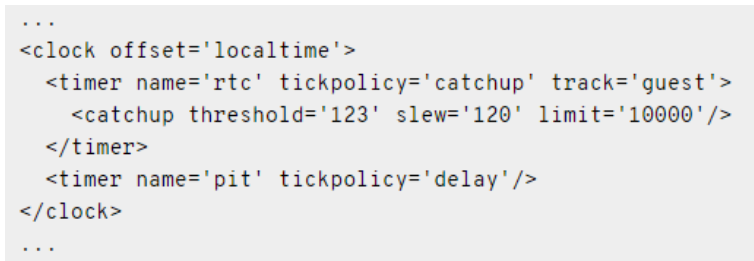 ...
<clock offset='localtime'>
  <timer name='rtc' tickpolicy='catchup' track='guest'>
    <catchup threshold='123' slew='120' limit='10000'/>
  </timer>
  <timer name='pit' tickpolicy='delay'/>
</clock>
...